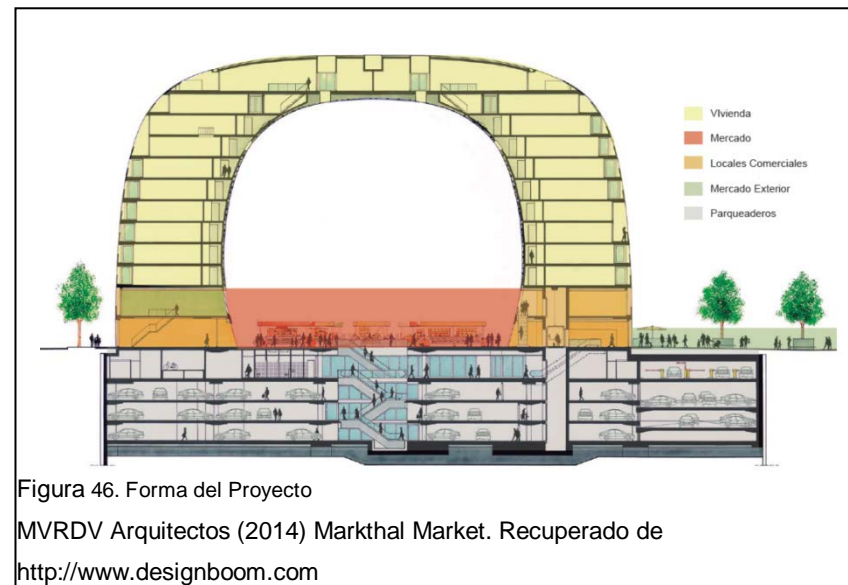 VIvienda
Mercado
Locales Comerciales
Mercado Exterior
Parqueaderos
Figura 46. Forma del Proyecto
MVRDV Arquitectos (2014) Markthal Market. Recuperado de
http://www.designboom.com